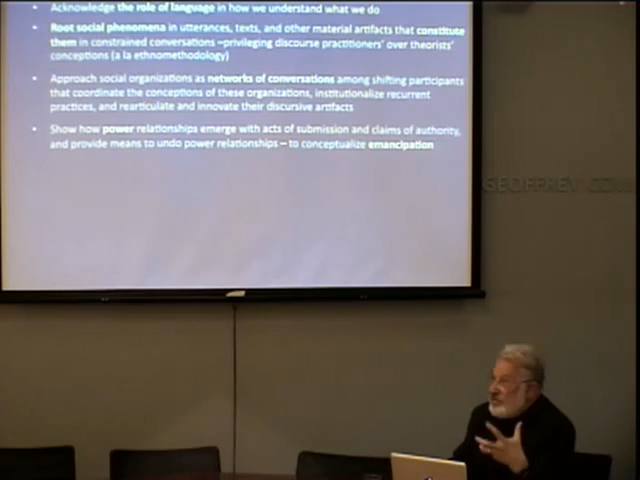 Acknowledge the role of language in how we understand what we do
Root social phenomena in utterances, texts, and other material artifacts that constitute
them in constrained conversations –privileging discourse practitioners' over theorists'
conceptions (a la ethnomethodology)
Approach social organizations as networks of conversations among shifting participants
that coordinate the conceptions of these organizations, institutionalize recurrent
practices, and rearticulate and innovate their discursive artifacts
Show how power relationships emerge with acts of submission and claims of authority,
and provide means to undo power relationships – to conceptualize emancipation
GEOFFREY